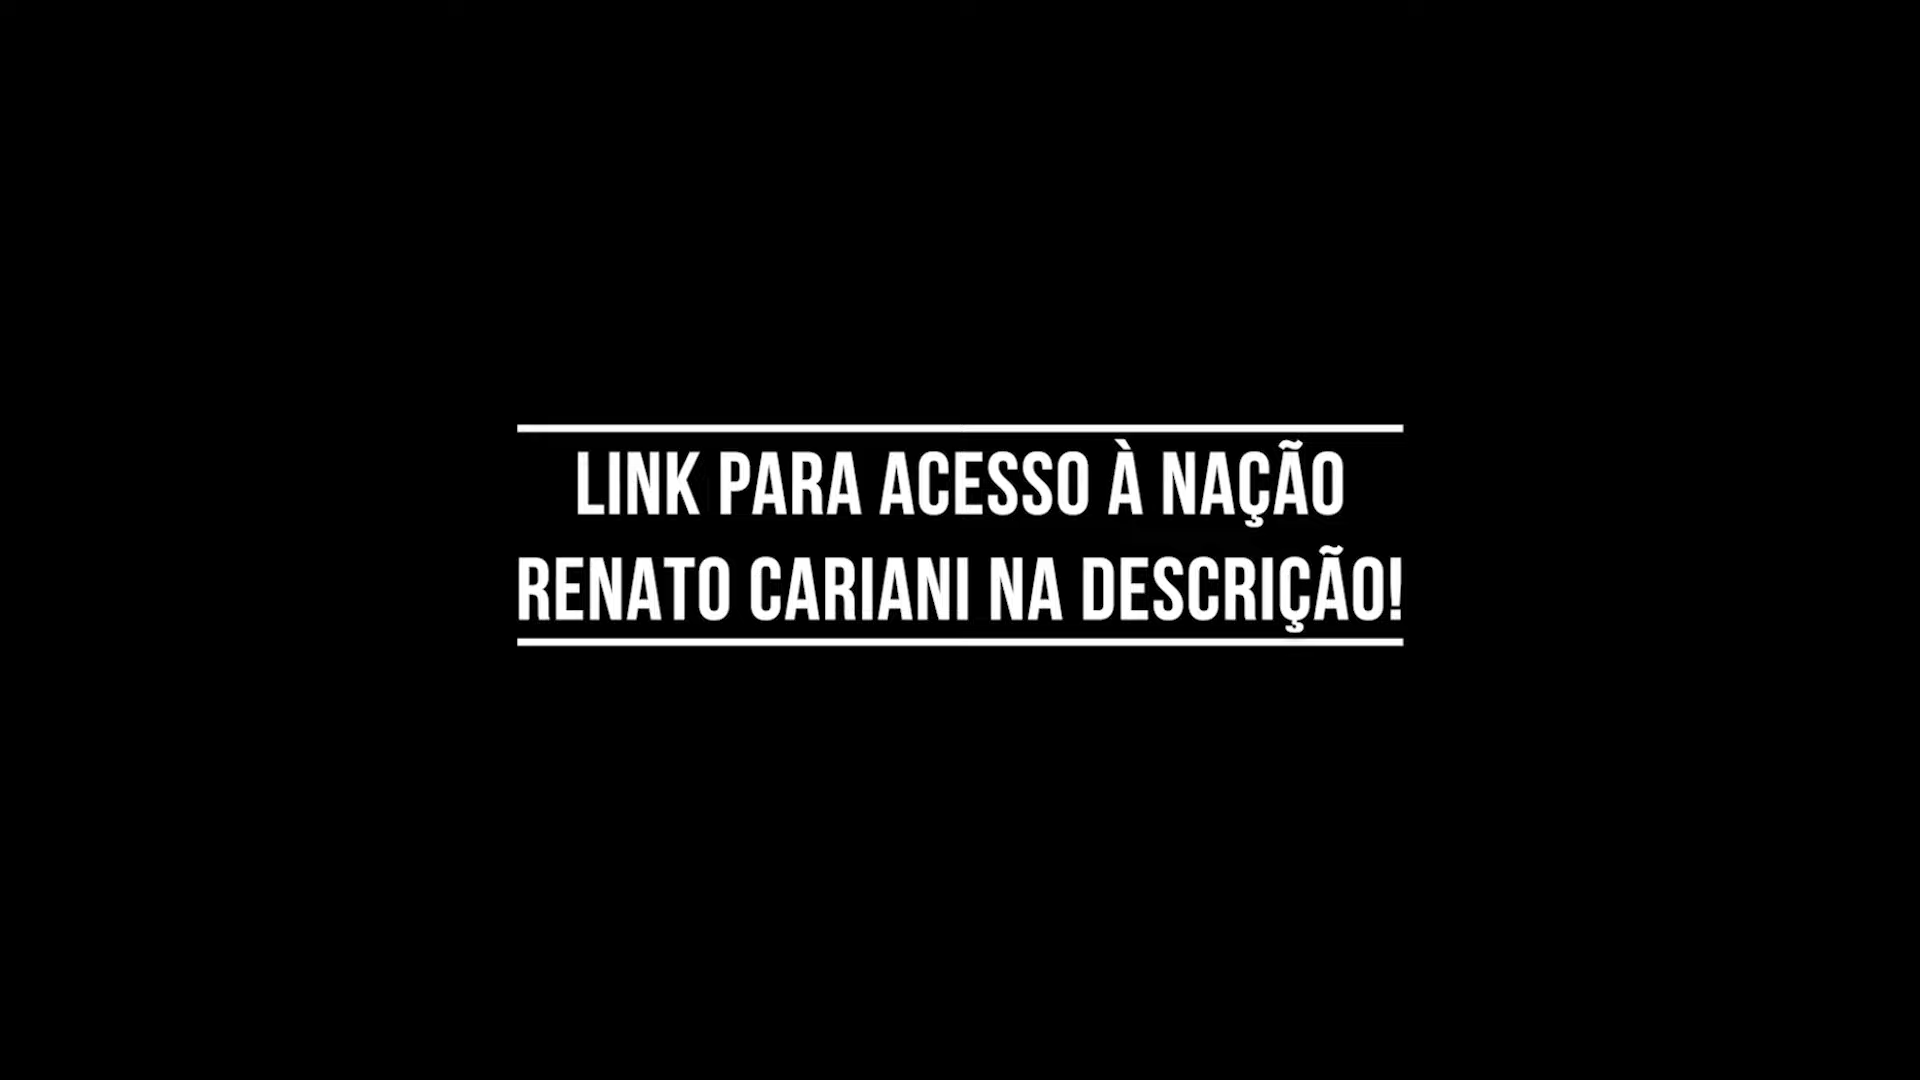 LINK PARA ACESSO À NAÇÃO
RENATO CARIANI NA DESCRIÇÃO!